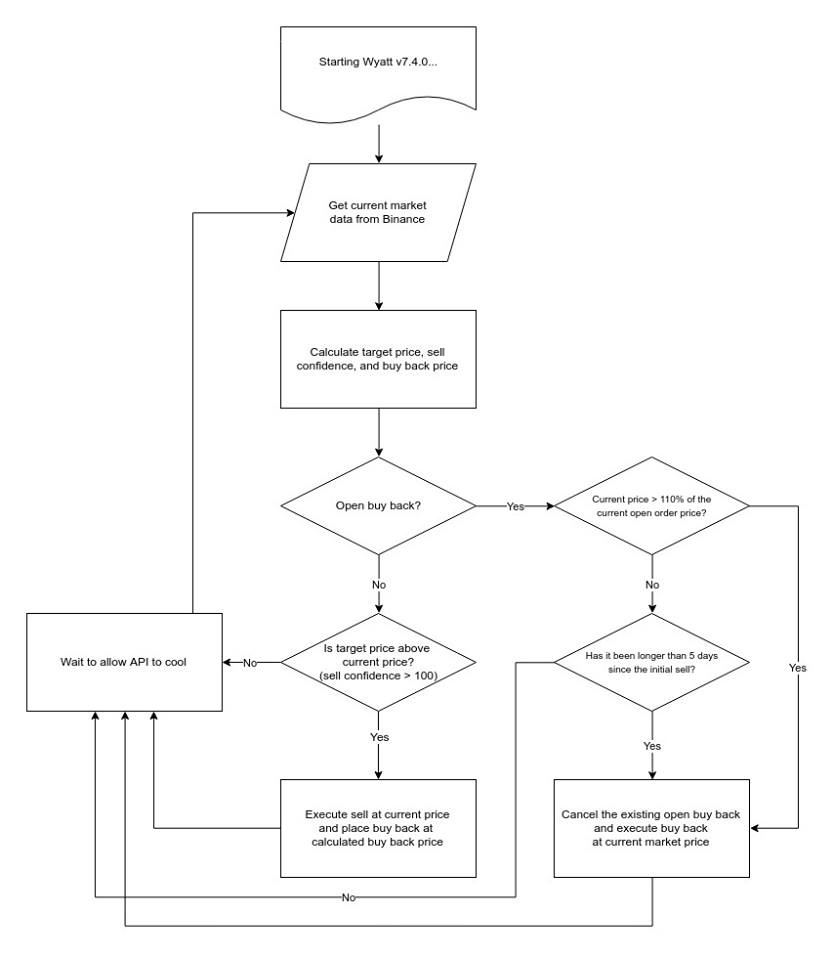 Starting Wyatt v7.4.0...
Get current market
data from Binance
Calculate target price, sell
confidence, and buy back price
Open buy back?
Yes
Current price > 110% of the
current open order price?
No
No
Wait to allow API to cool
No
Is target price above
current price?
(sell confidence > 100)
Has it been longer than 5 days
since the initial sell?
Yes
Yes
Yes
Execute sell at current price
and place buy back at
calculated buy back price
Cancel the existing open buy back
and execute buy back
at current market price
No